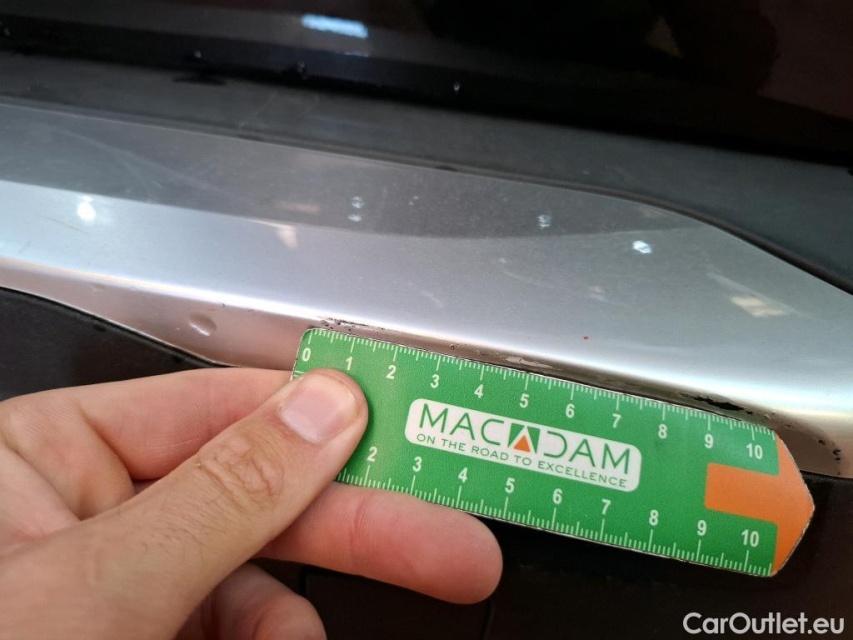 0 1 2 3 4 5 6 7 8 9 10
MACADAM
ON THE ROAD TO EXCELLENCE
2 3 4 5 6 7 8 9 10
CarOutlet.eu